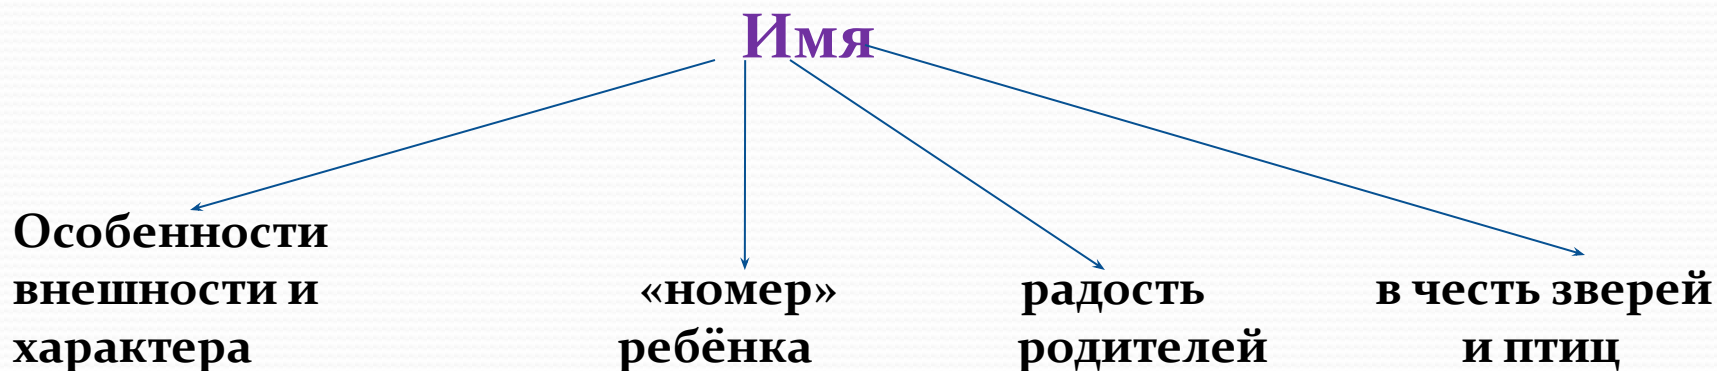 Имя
Особенности
внешности и
характера
«номер»
ребёнка
радость
родителей
в честь зверей
и птиц